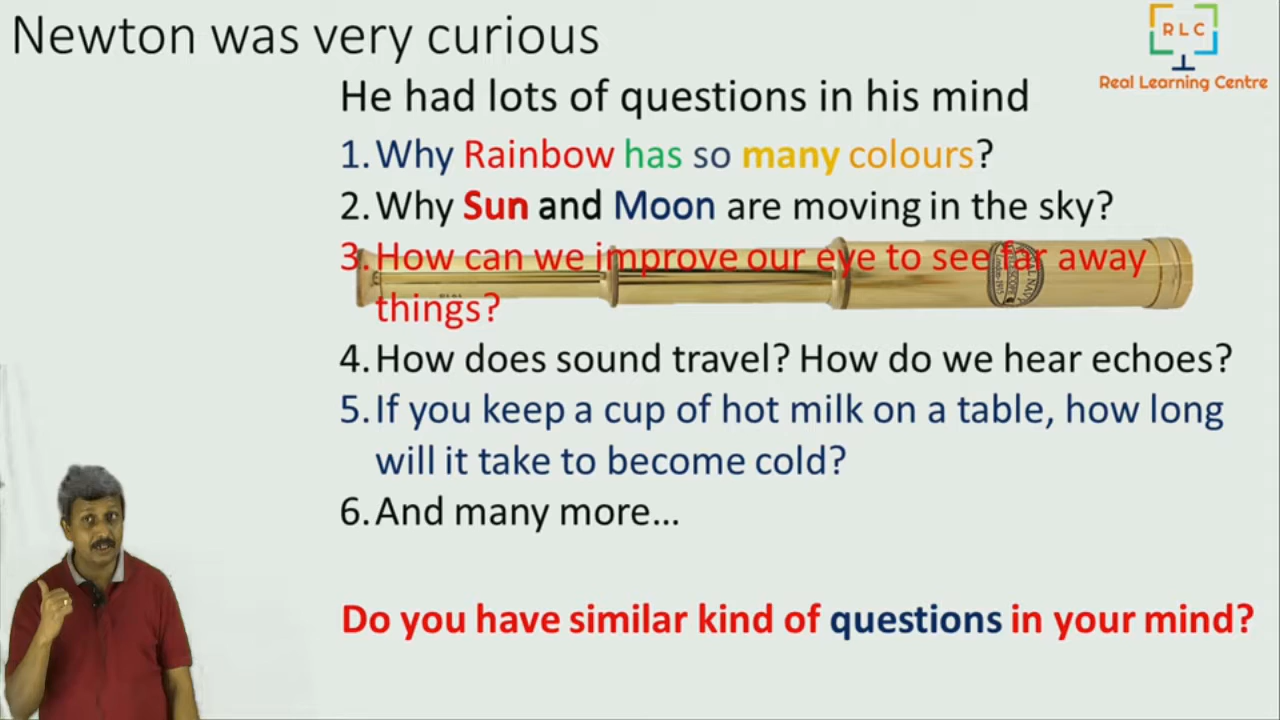 Newton was very curious
R L C
Real Learning Centre
He had lots of questions in his mind
1. Why Rainbow has so many colours?
2. Why Sun and Moon are moving in the sky?
3. How can we improve our eye to see far away
things?
4. How does sound travel? How do we hear echoes?
5. If you keep a cup of hot milk on a table, how long
will it take to become cold?
6. And many more...
Do you have similar kind of questions in your mind?